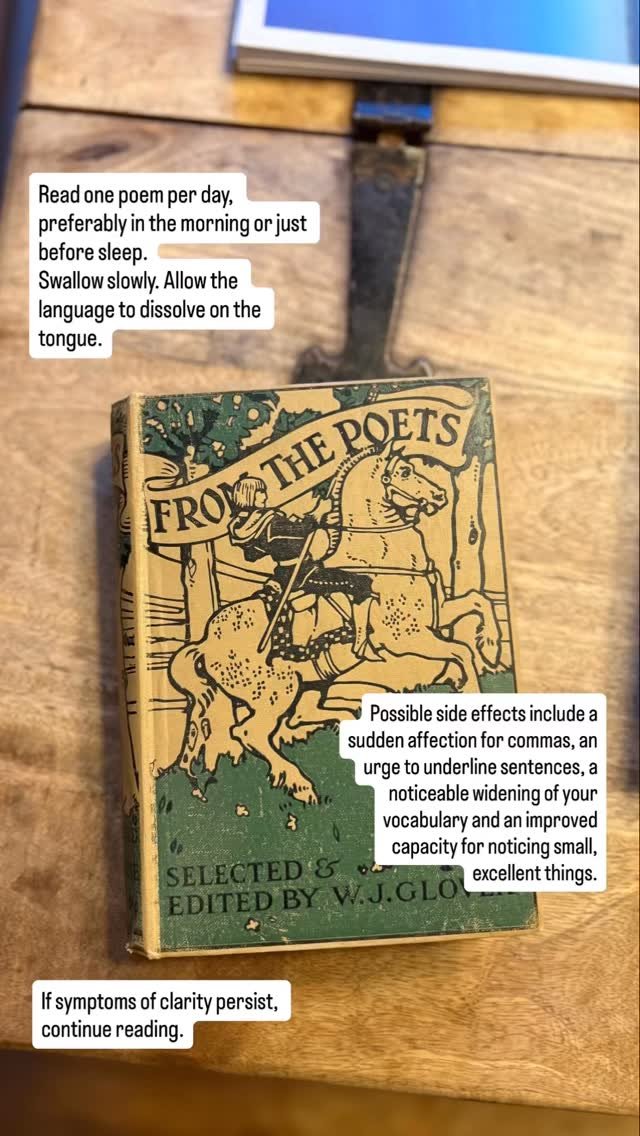 Read one poem per day,
preferably in the morning or just
before sleep.
Swallow slowly. Allow the
language to dissolve on the
tongue.
FROM THE POETS
Possible side effects include a
sudden affection for commas, an
urge to underline sentences, a
noticeable widening of your
vocabulary and an improved
capacity for noticing small,
excellent things.
SELECTED &
EDITED BY W.J. GLOVER
If symptoms of clarity persist,
continue reading.